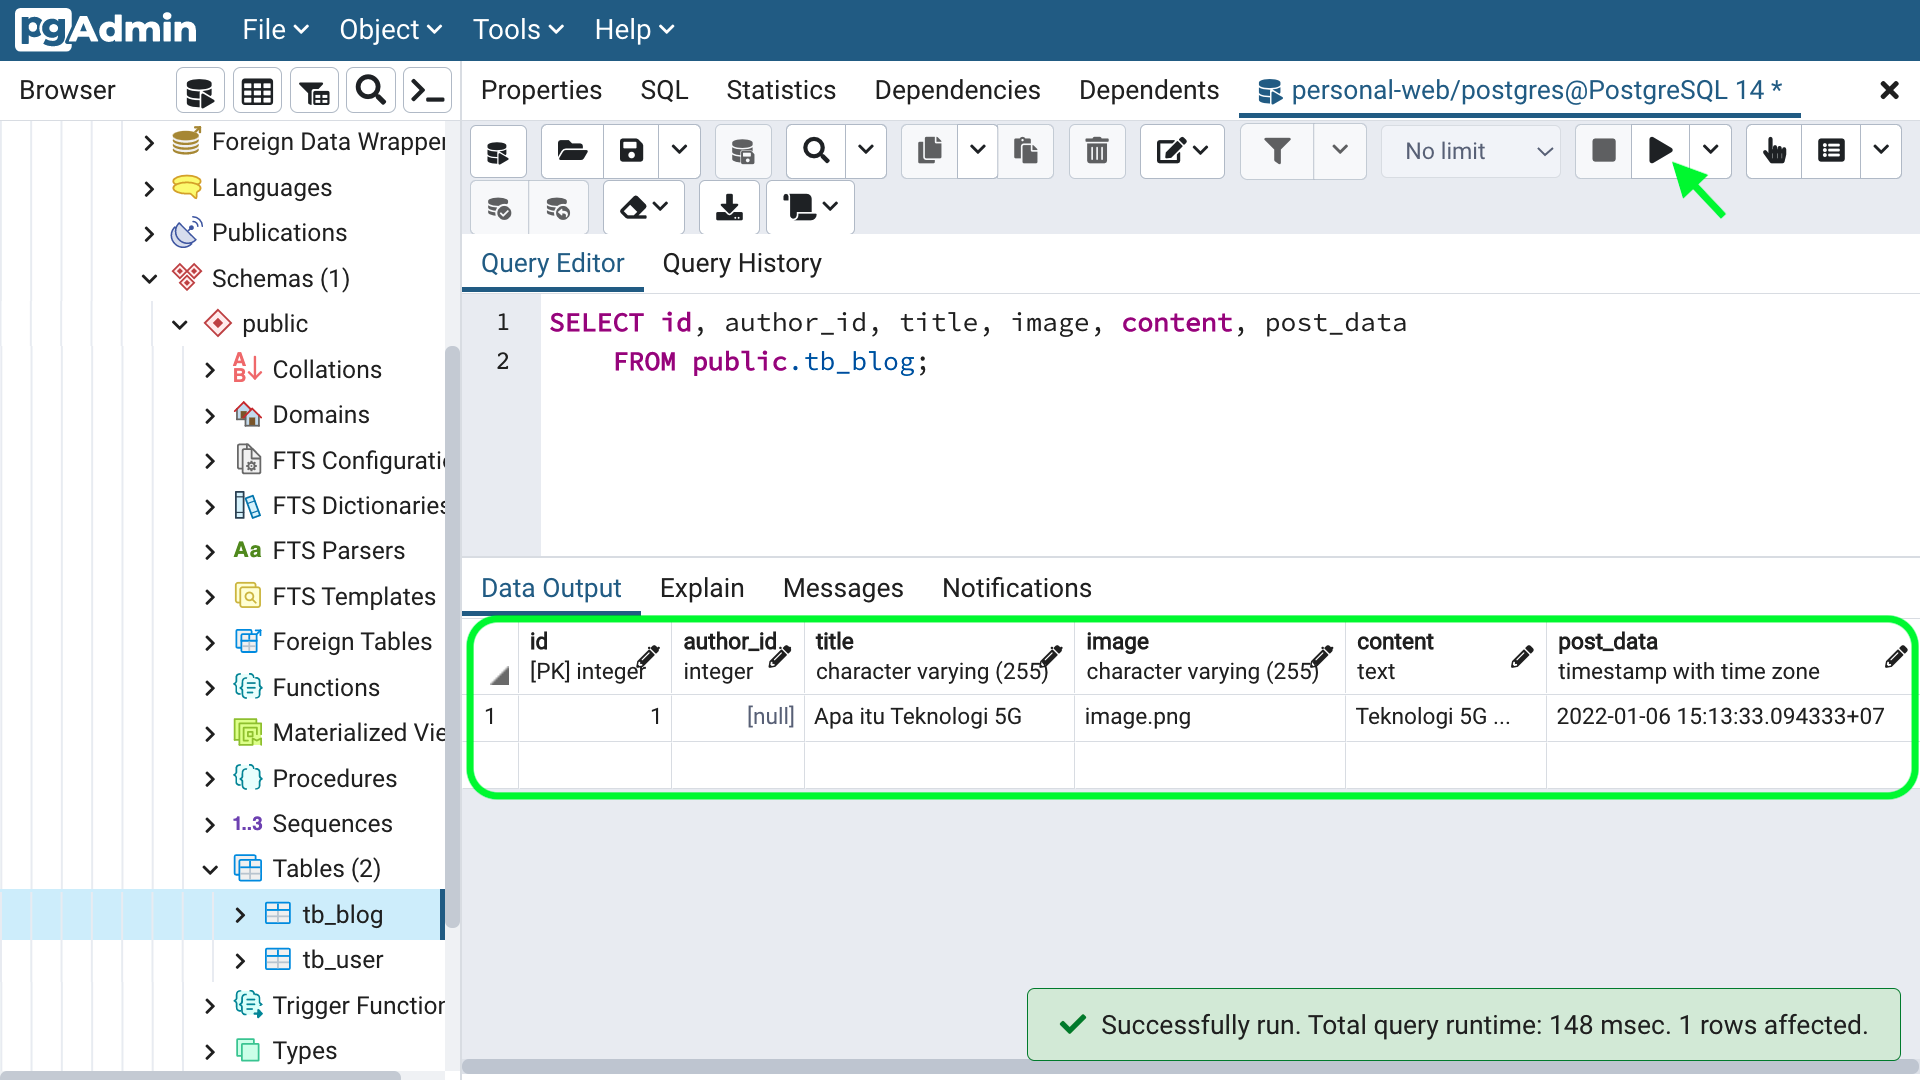 pgAdmin File Object Tools Help
Browser
Properties SQL Statistics Dependencies Dependents personal-web/postgres@PostgreSQL 14 *
No limit
Foreign Data Wrapper
Languages
Publications
Schemas (1)
public
Collations
Domains
FTS Configurati
FTS Dictionaries
Aa FTS Parsers
FTS Templates
Foreign Tables
Functions
Materialized Vie
Procedures
1..3 Sequences
Tables (2)
tb_blog
tb_user
Trigger Function
Types
Query Editor Query History
1 SELECT id, author_id, title, image, content, post_data
2 FROM public.tb_blog;
Data Output Explain Messages Notifications
id author_id title image content post_data
[PK] integer integer character varying (255) character varying (255) text timestamp with time zone
1 1 [null] Apa itu Teknologi 5G image.png Teknologi 5G ... 2022-01-06 15:13:33.094333+07
Successfully run. Total query runtime: 148 msec. 1 rows affected.